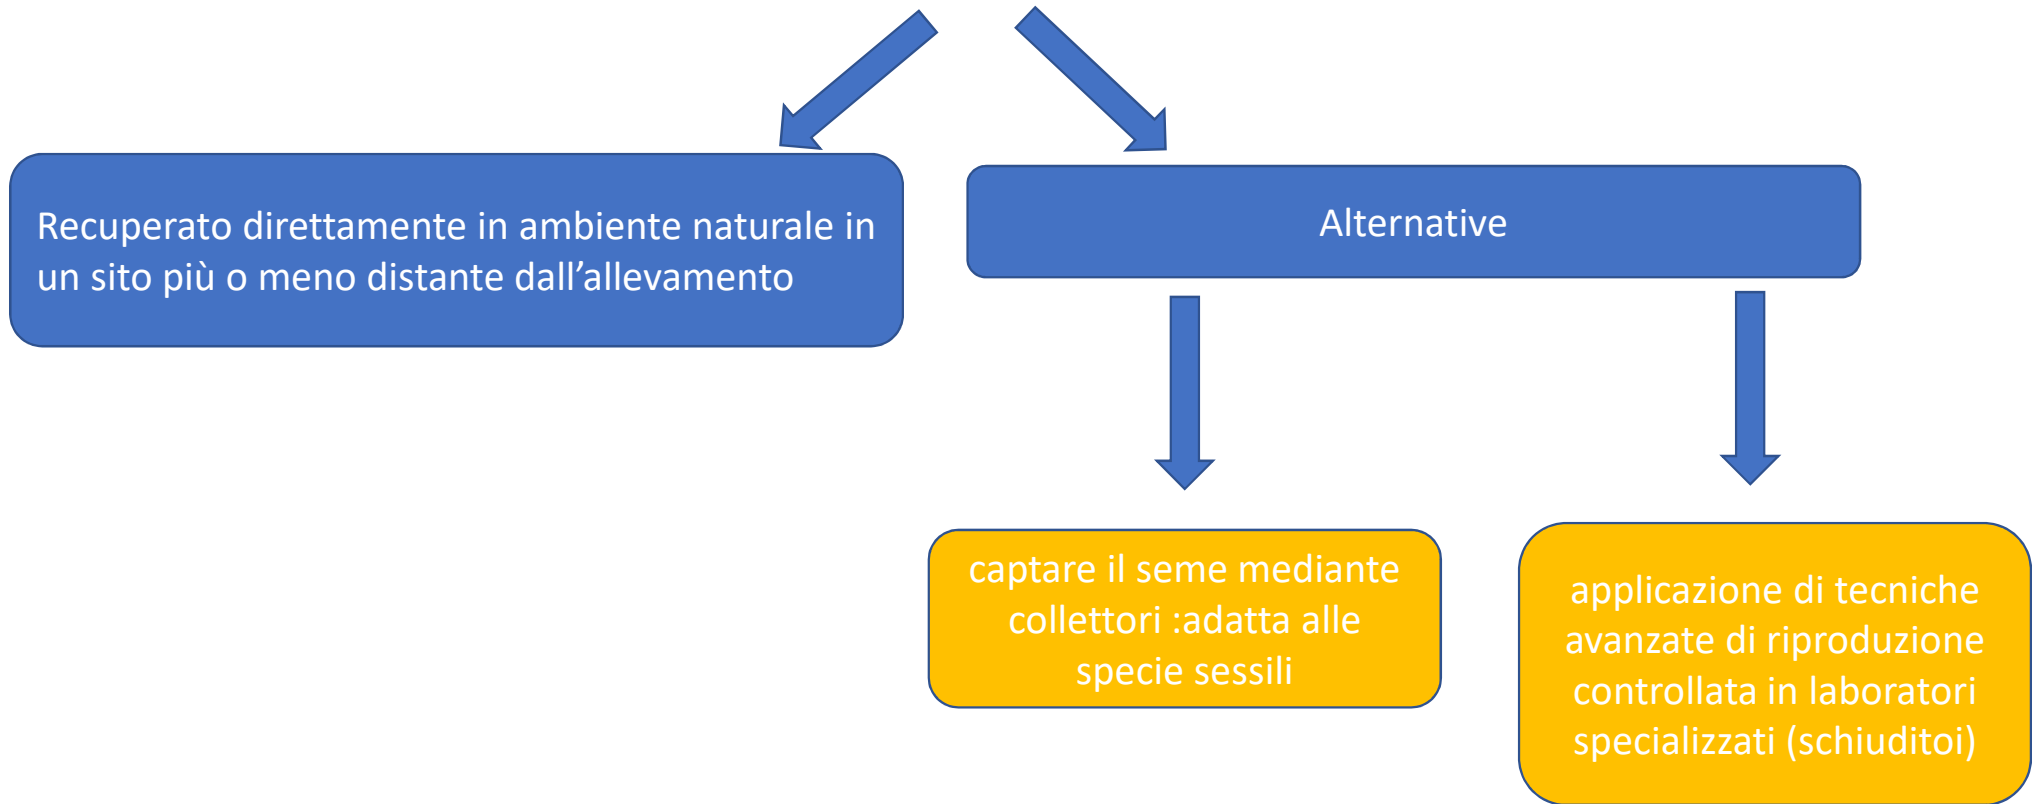 Recuperato direttamente in ambiente naturale in
un sito più o meno distante dall’allevamento
Alternative
captare il seme mediante
collettori :adatta alle
specie sessili
applicazione di tecniche
avanzate di riproduzione
controllata in laboratori
specializzati (schiuditoi)